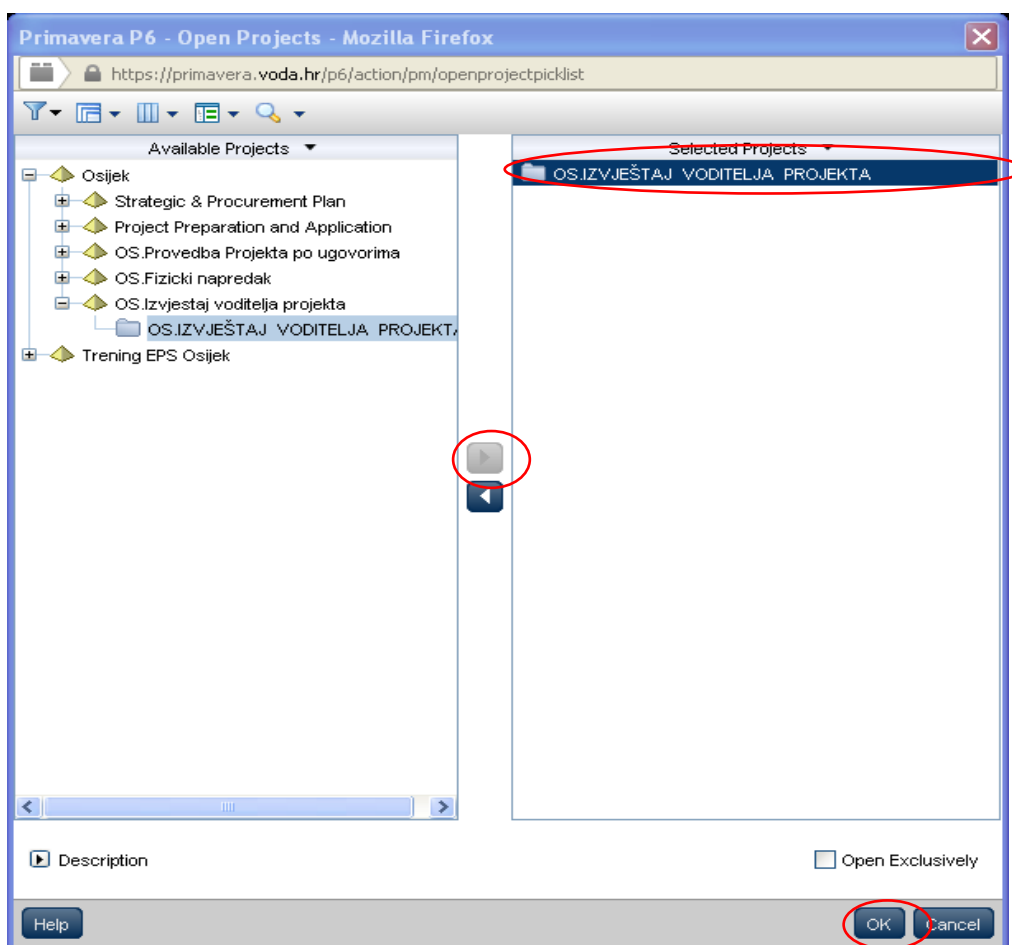 Primavera P6 - Open Projects - Mozilla Firefox
https://primavera.voda.hr/p6/action/pm/openprojectpicklist
Available Projects
Osijek
Strategic & Procurement Plan
Project Preparation and Application
OS.Provedba Projekta po ugovorima
OS.Fizicki napredak
OS.Izvjestaj voditelja projekta
OS.IZVJEŠTAJ VODITELJA PROJEKT
Trening EPS Osijek
Selected Projects
OS.IZVJEŠTAJ VODITELJA PROJEKTA
Description
Open Exclusively
Help
OK
Cancel